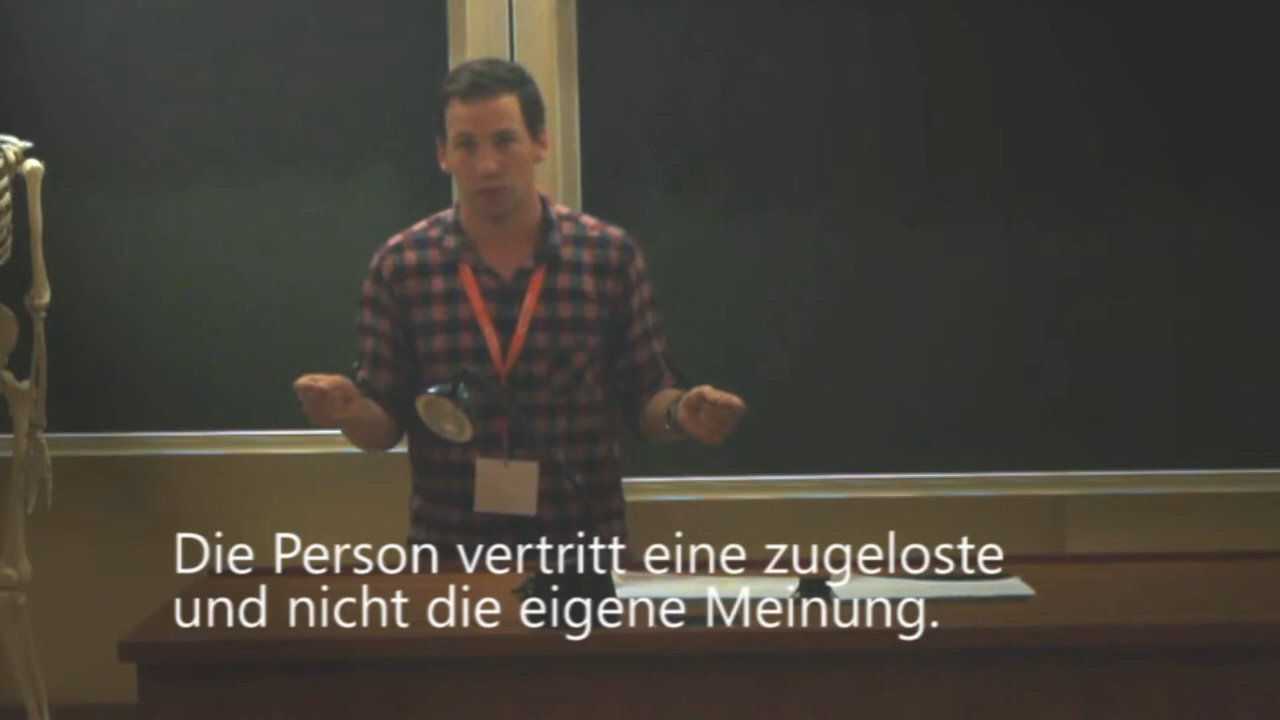 Die Person vertritt eine zugeloste
und nicht die eigene Meinung.